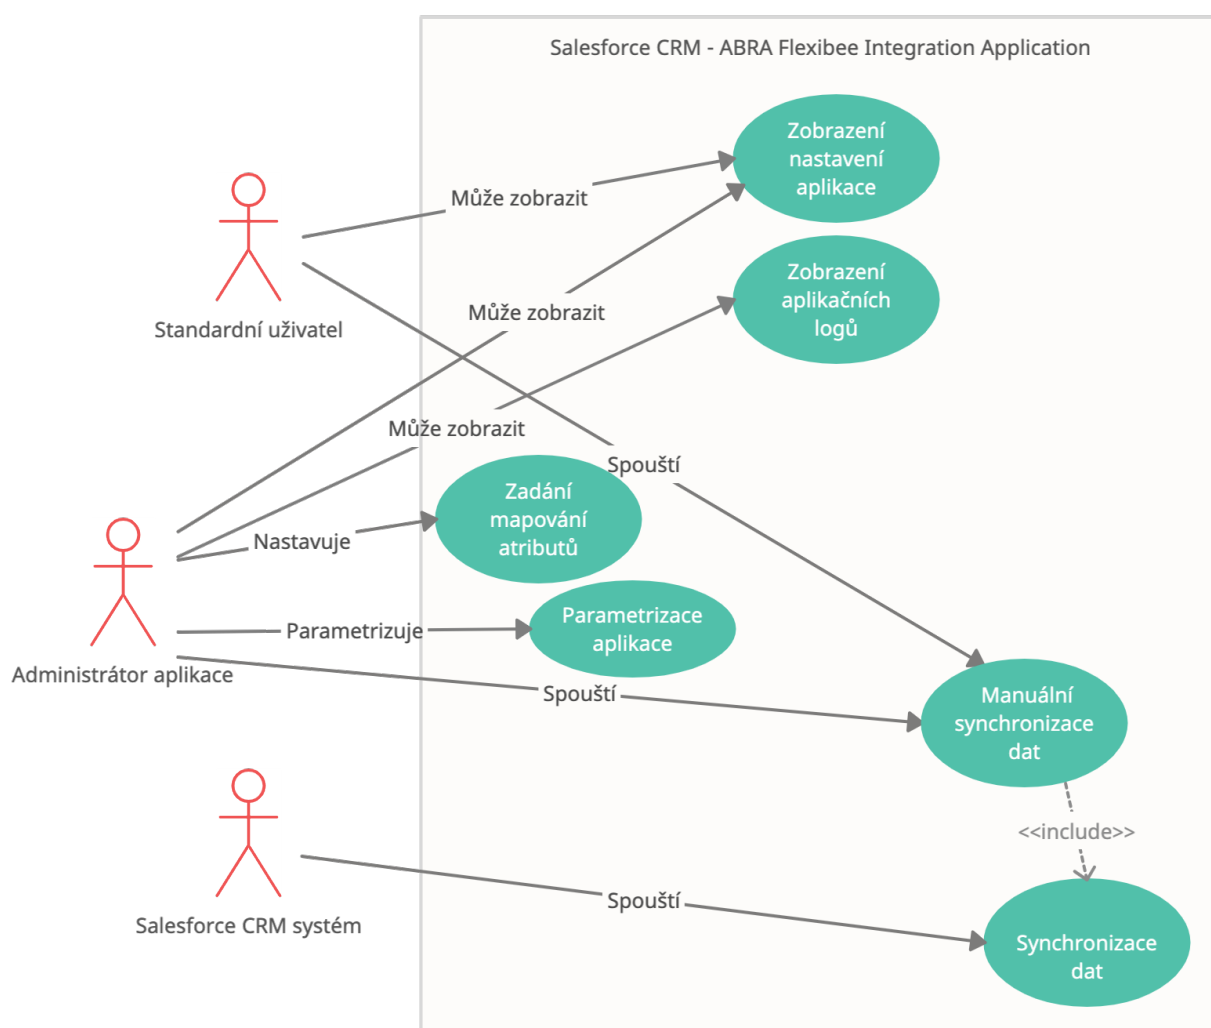 Salesforce CRM - ABRA Flexibee Integration Application
Zobrazení
nastavení
aplikace
Může zobrazit
Zobrazení
aplikačních
logů
Standardní uživatel
Může zobrazit
Může zobrazit
Spouští
Zadání
mapování
atributů
Nastavuje
Parametrizace
aplikace
Parametrizuje
Administrátor aplikace
Spouští
Manuální
synchronizace
dat
<<include>>
Salesforce CRM systém
Spouští
Synchronizace
dat